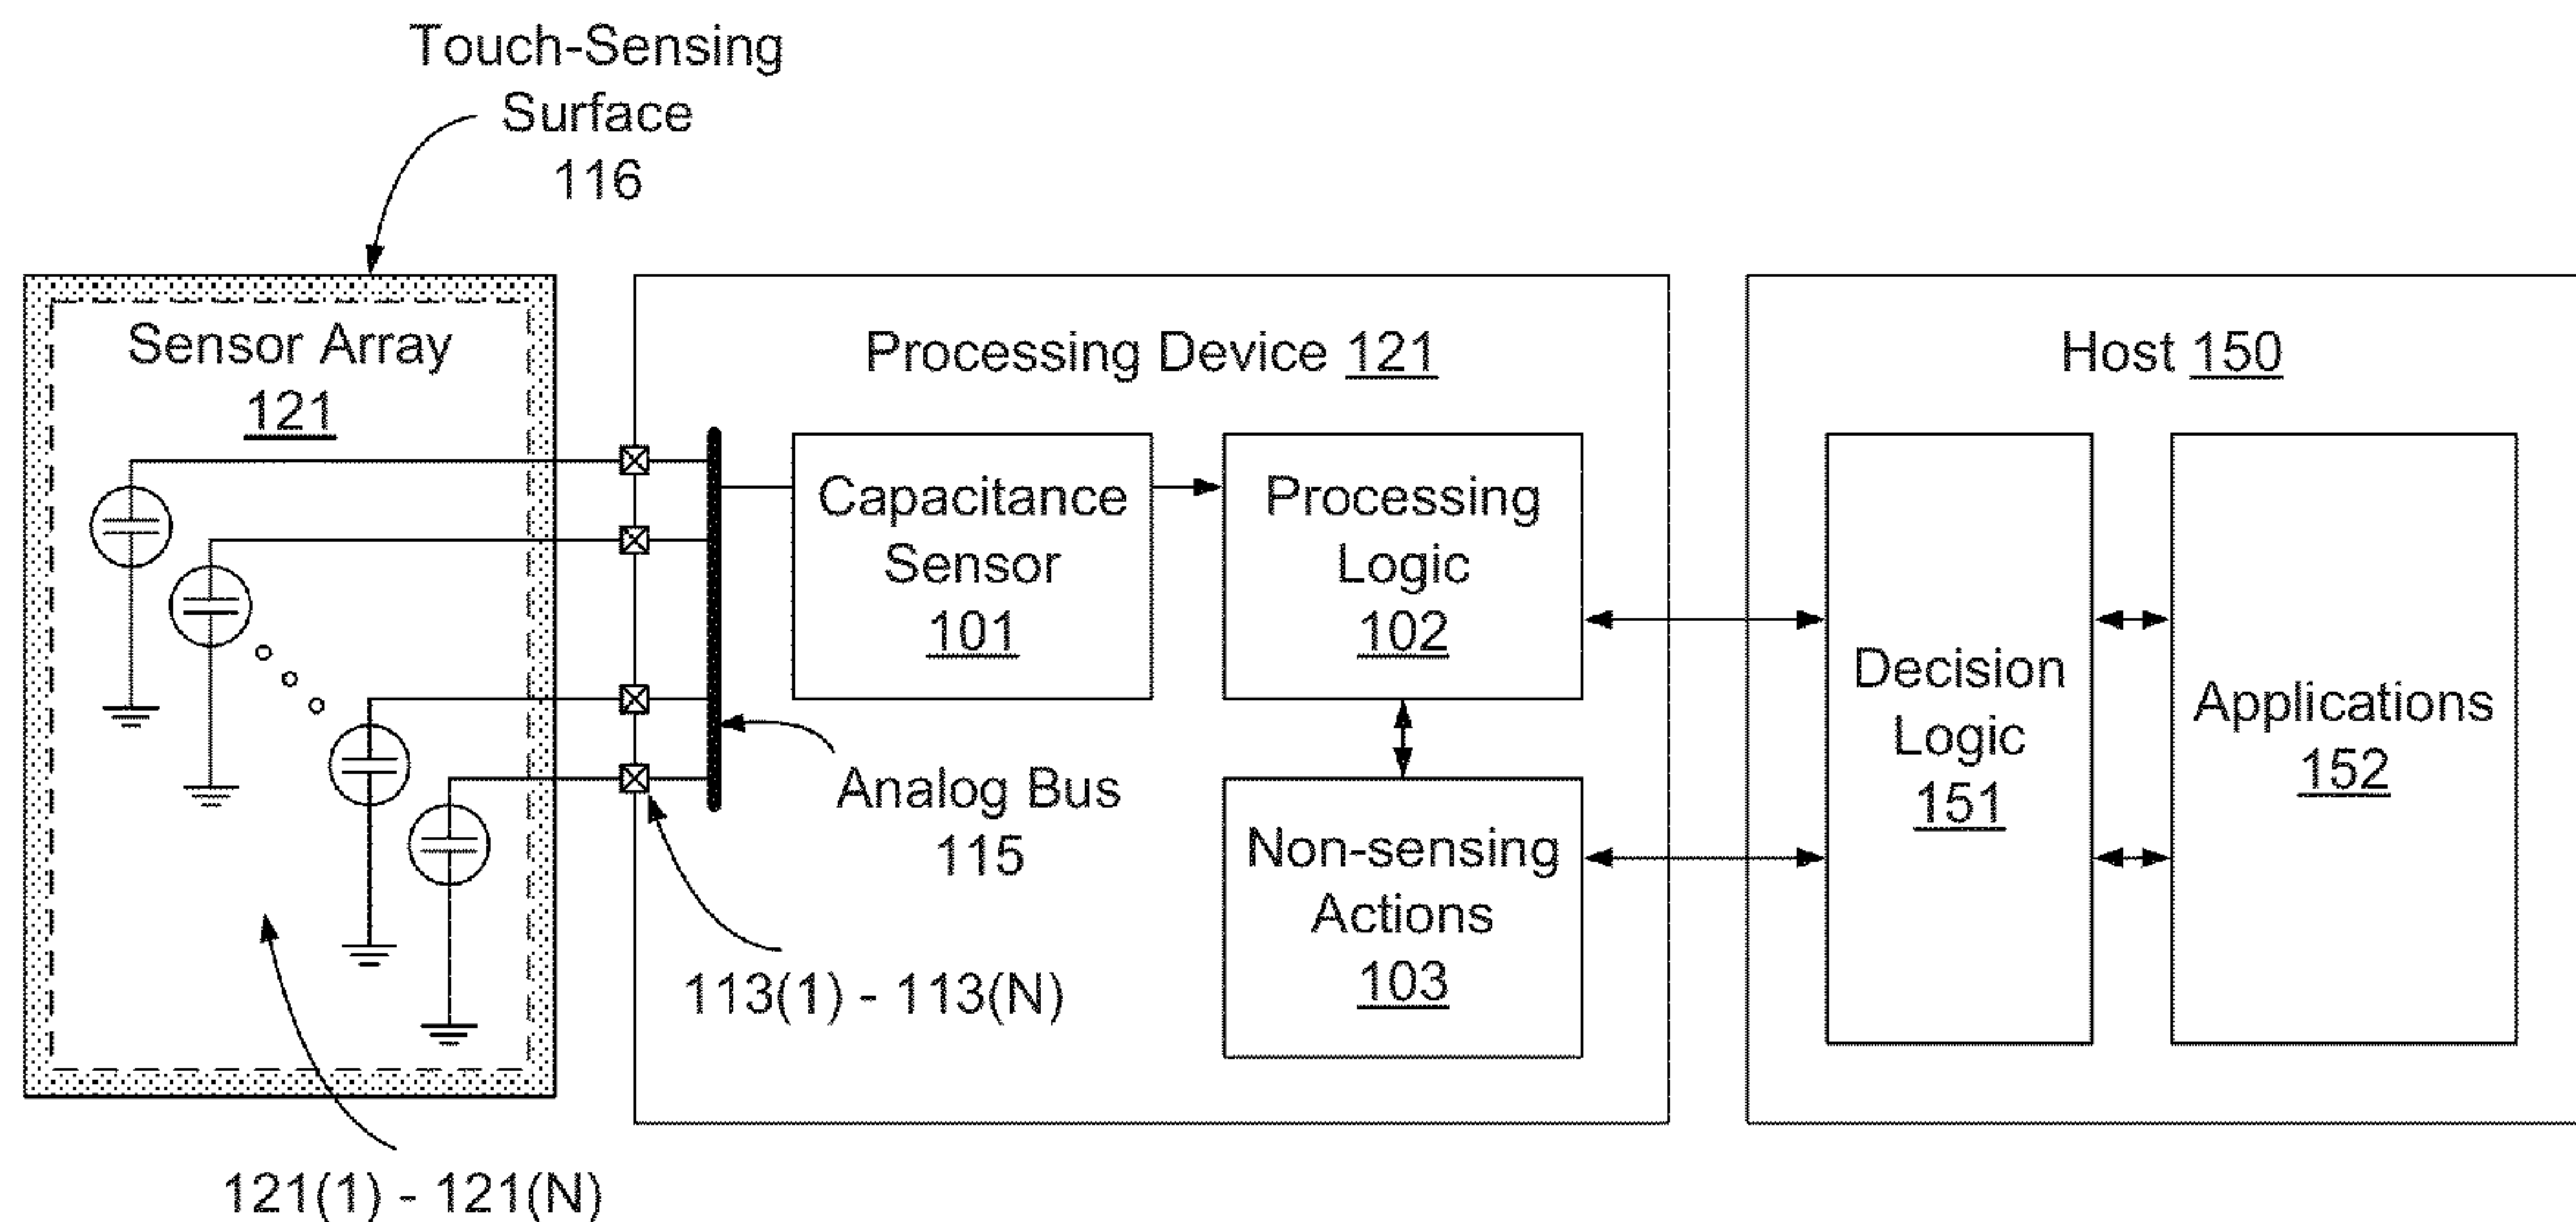 Touch-Sensing
Surface
116
Sensor Array
121
Processing Device 121
Host 150
Capacitance
Sensor
101
Processing
Logic
102
Decision
Logic
151
Applications
152
Analog Bus
115
Non-sensing
Actions
103
113(1) - 113(N)
121(1) - 121(N)